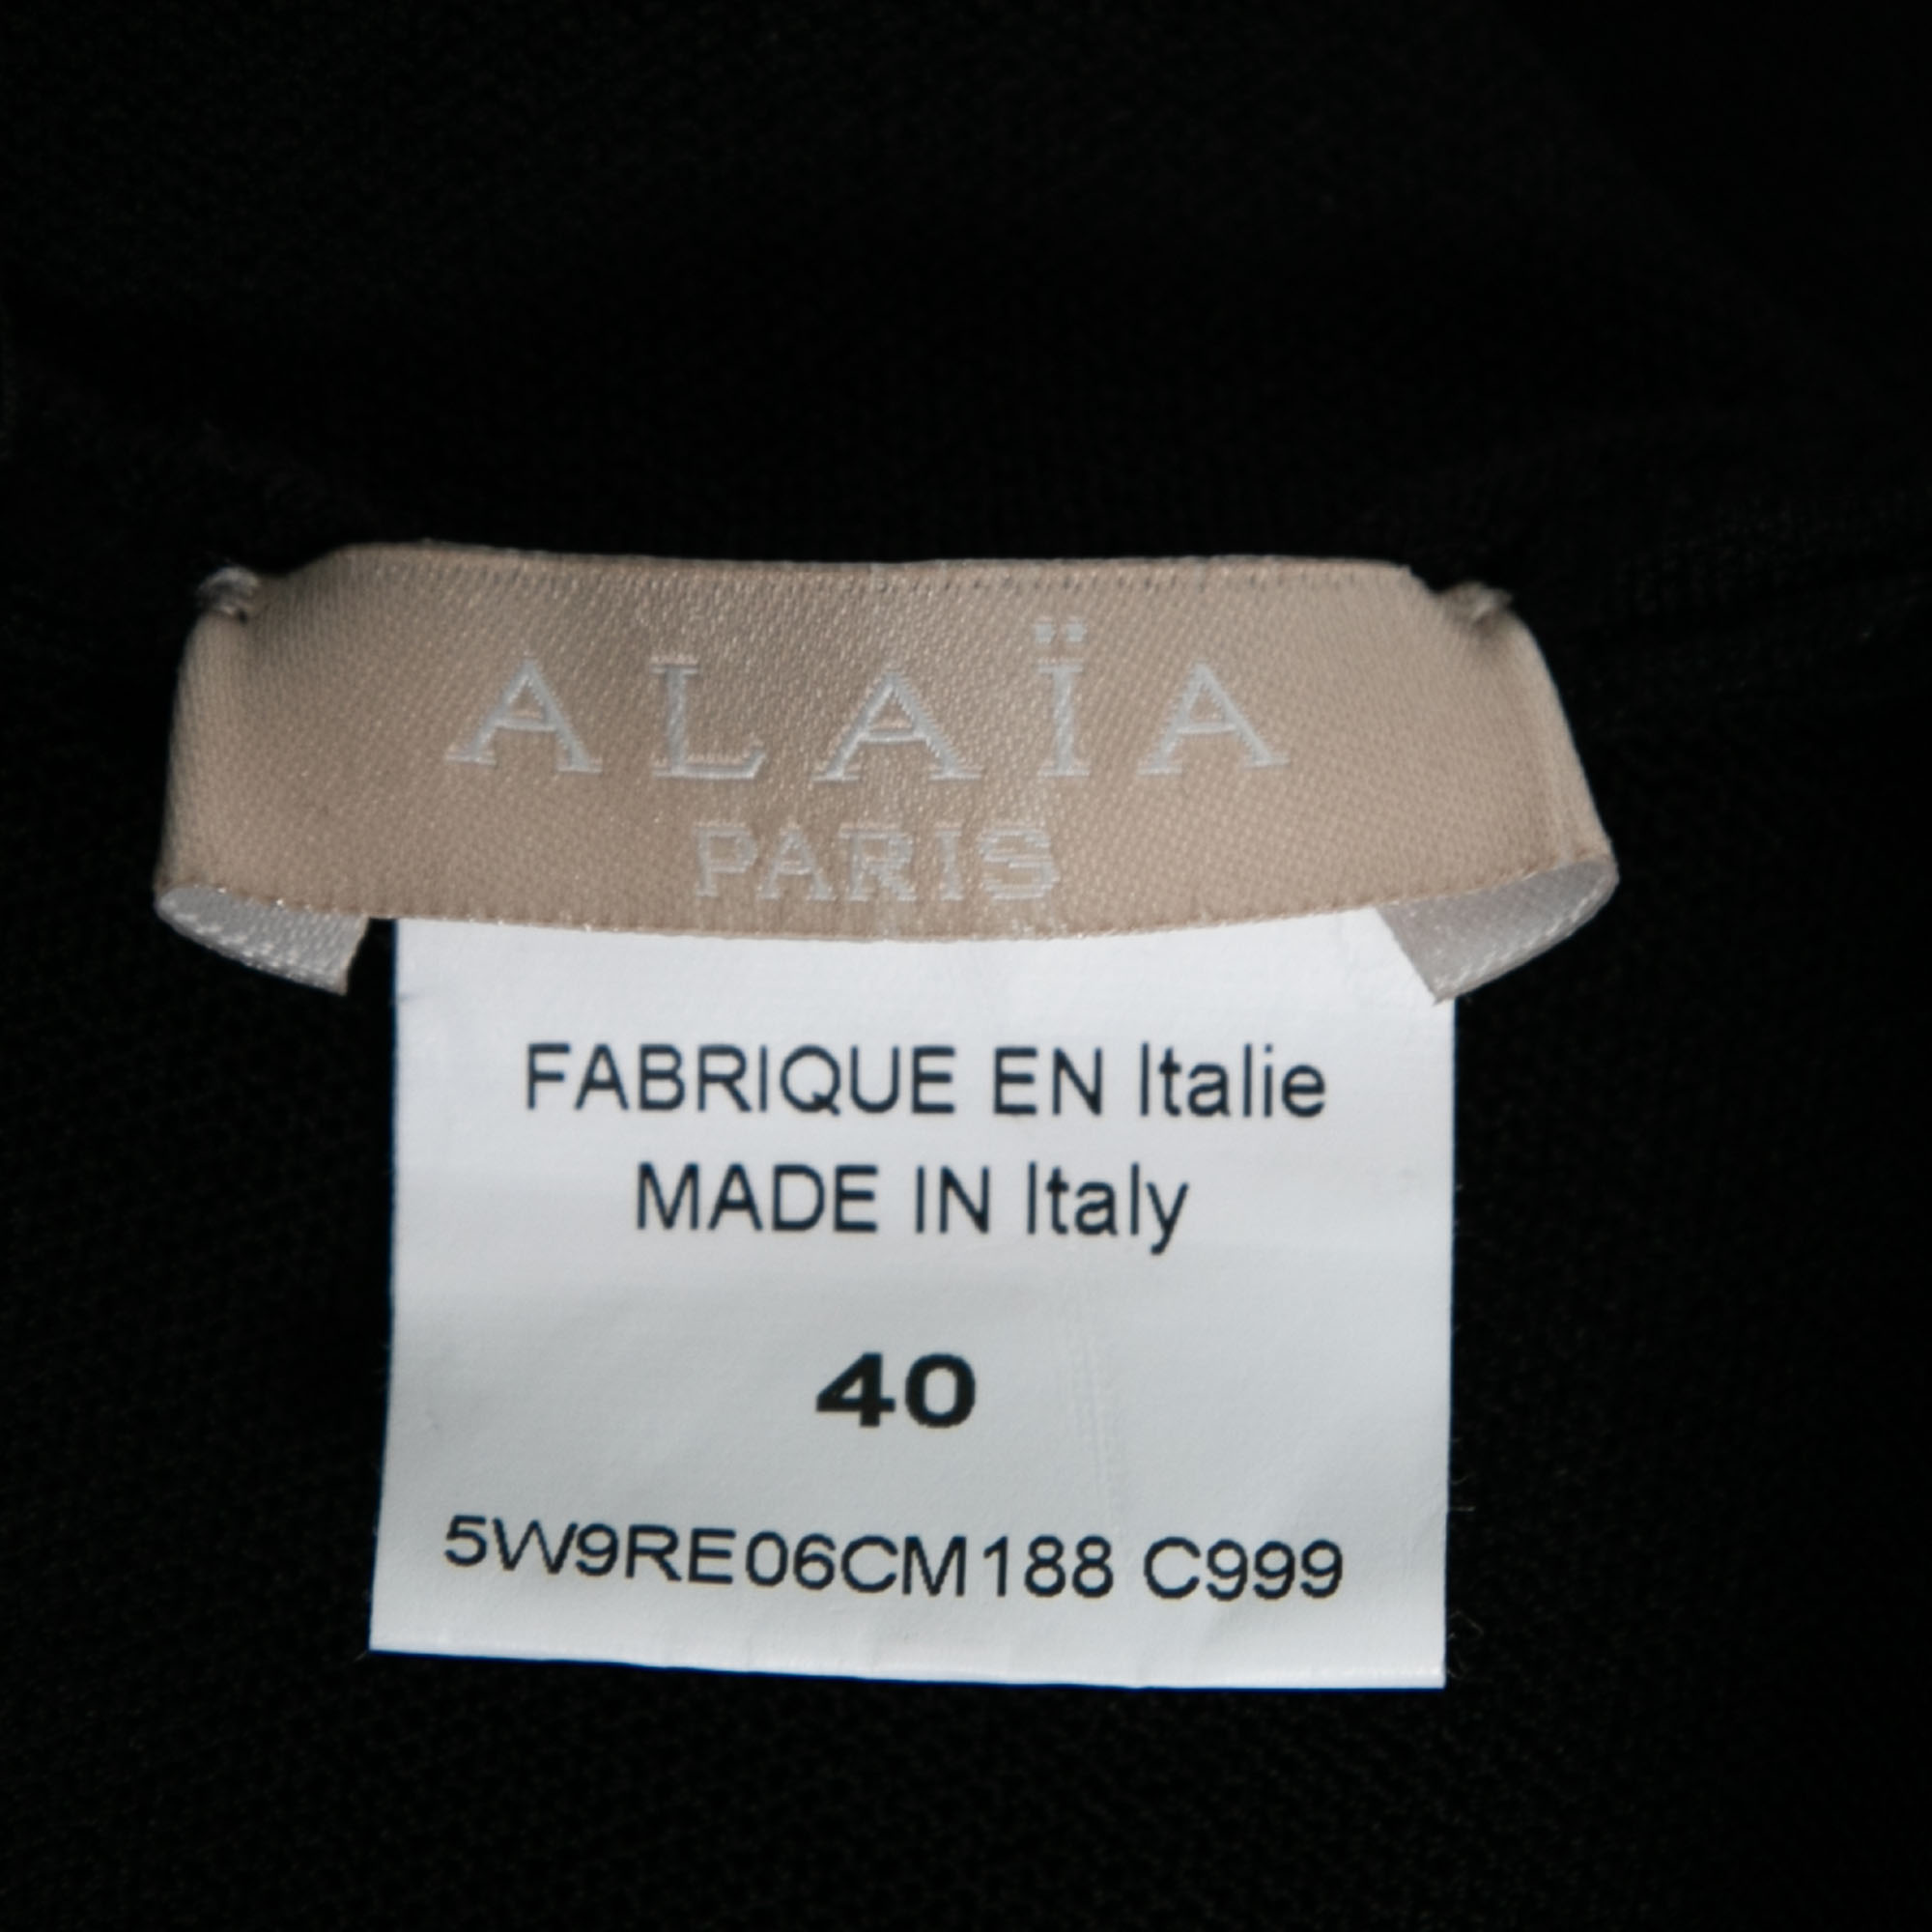 ALAÏA
PARIS
FABRIQUE EN Italie
MADE IN Italy
40
5W9RE06CM188 C999